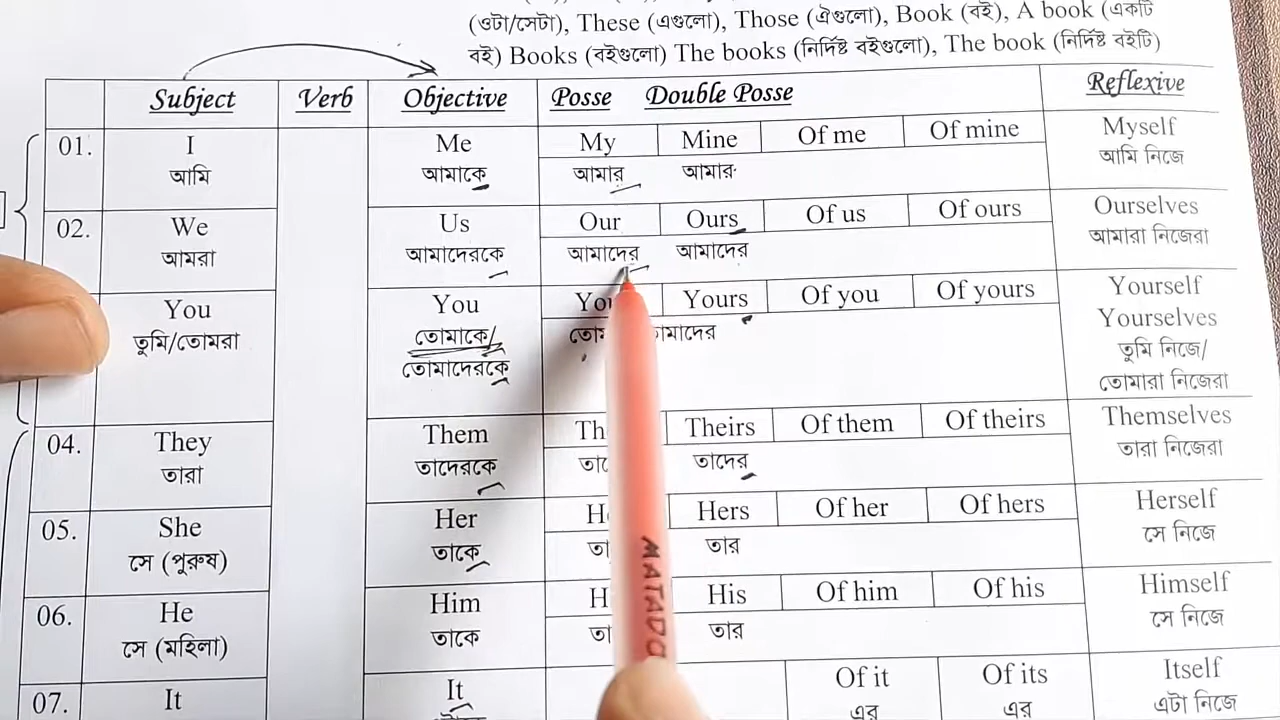 (ওটা/সেটা), These (এগুলো), Those (ঐগুলো), Book (বই), A book (একটি
বই) Books (বইগুলো) The books (নির্দিষ্ট বইগুলো), The book (নির্দিষ্ট বইটি)
Subject Verb Objective Posse Double Posse Reflexive
01. I Me My Mine Of me Of mine Myself
আমি আমাকে আমার আমার আমি নিজে
02. We Us Our Ours Of us Of ours Ourselves
আমরা আমাদেরকে আমাদের আমাদের আমারা নিজেরা
You You Yours Of you Of yours Yourself
Yourselves
তুমি/তোমরা তোমাকে/ তুমি নিজে/
তোমাদেরকে তোমারা নিজেরা
04. They Them Theirs Of them Of theirs Themselves
তারা তাদেরকে তাদের তারা নিজেরা
05. She Her Hers Of her Of hers Herself
সে (পুরুষ) তাকে তার সে নিজে
06. He Him His Of him Of his Himself
সে (মহিলা) তাকে তার সে নিজে
07. It It Of it Of its Itself
এর এর এটা নিজে